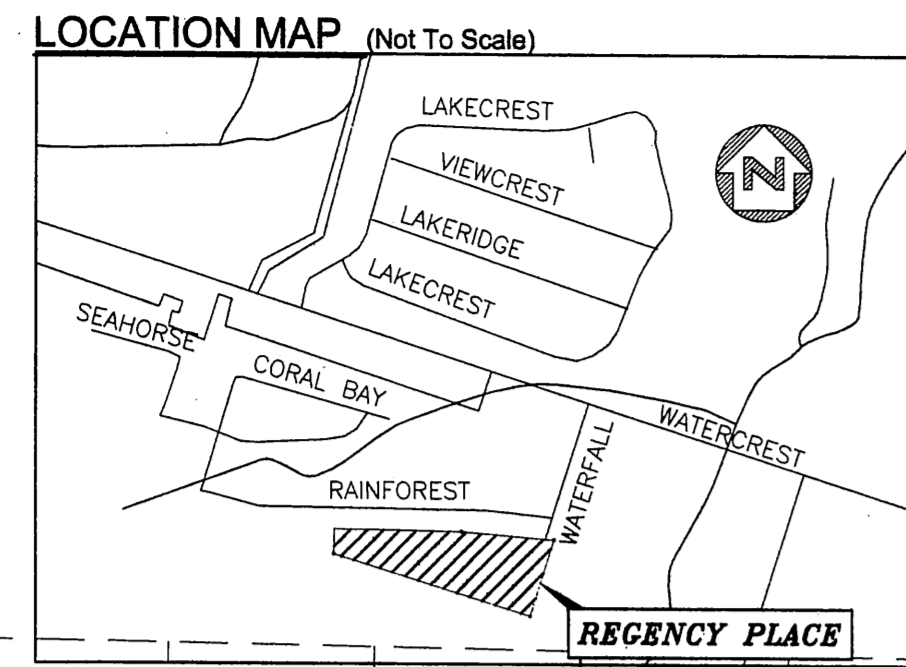 LOCATION MAP (Not To Scale)
LAKECREST
VIEWCREST
LAKERIDGE
LAKECREST
N
SEAHORSE
CORAL BAY
WATERCREST
WATERFALL
RAINFOREST
REGENCY PLACE